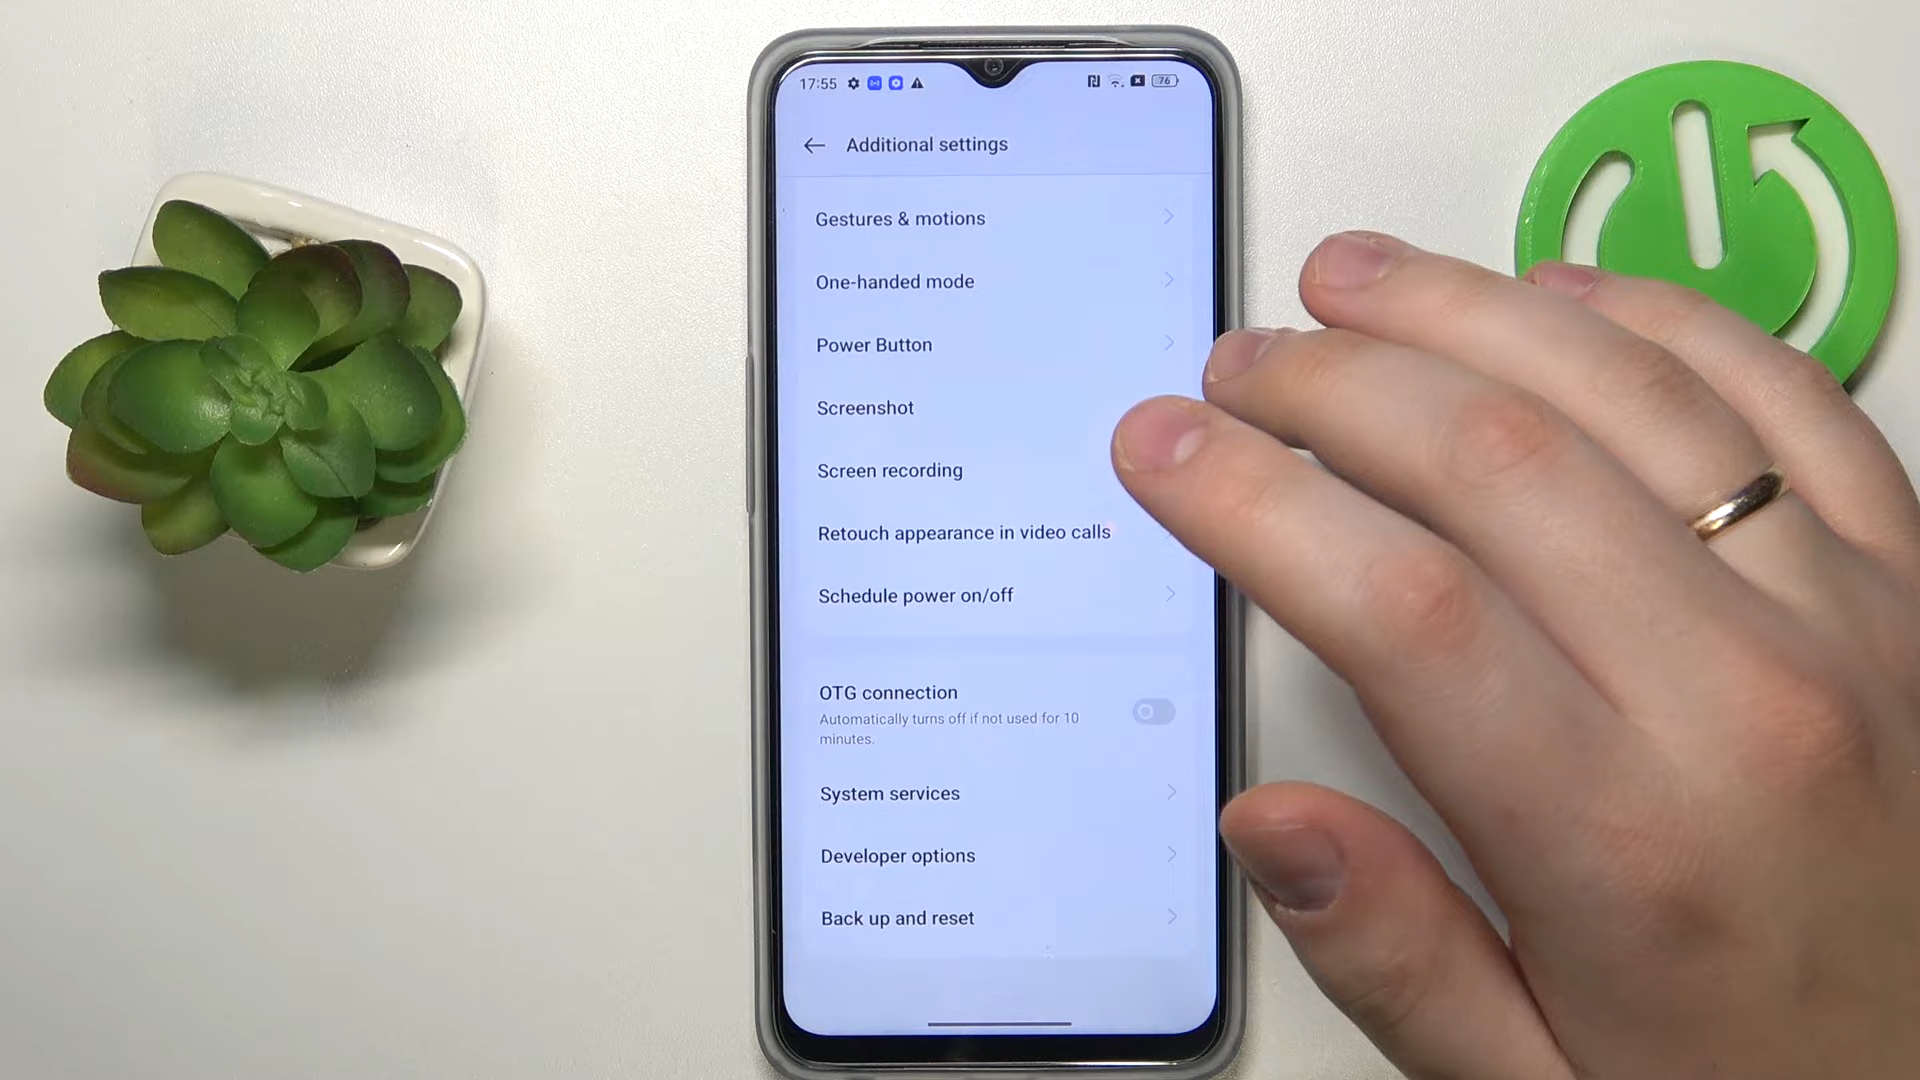 17:55
76
Additional settings
Gestures & motions
One-handed mode
Power Button
Screenshot
Screen recording
Retouch appearance in video calls
Schedule power on/off
OTG connection
Automatically turns off if not used for 10
minutes.
System services
Developer options
Back up and reset